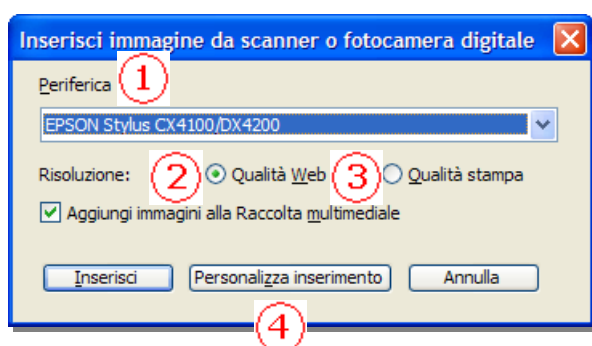 Inserisci immagine da scanner o fotocamera digitale
Periferica 1
EPSON Stylus CX4100/DX4200
Risoluzione: 2 Qualità Web 3 Qualità stampa
Aggiungi immagini alla Raccolta multimediale
Inserisci Personalizza inserimento Annulla
4